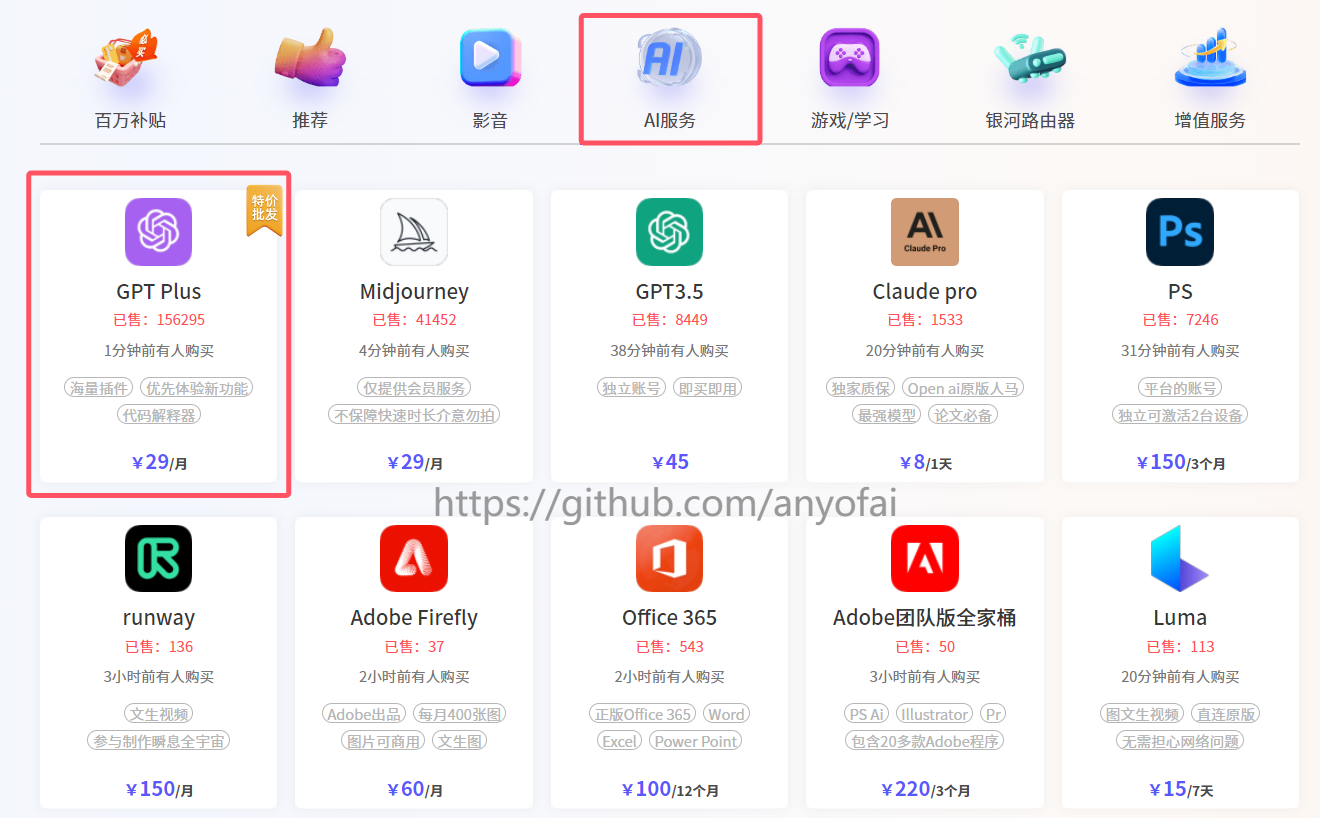 必买
百万补贴
推荐
影音
AI
AI服务
游戏/学习
银河路由器
增值服务
特价
批发
GPT Plus
已售：156295
1分钟前有人购买
海量插件 优先体验新功能
代码解释器
￥29/月
Midjourney
已售：41452
4分钟前有人购买
仅提供会员服务
不保障快速时长介意勿拍
￥29/月
GPT3.5
已售：8449
38分钟前有人购买
独立账号 即买即用
￥45
AI
Claude Pro
Claude pro
已售：1533
20分钟前有人购买
独家质保 Open ai原版人马
最强模型 论文必备
￥8/1天
Ps
PS
已售：7246
31分钟前有人购买
平台的账号
独立可激活2台设备
￥150/3个月
https://github.com/anyofai
runway
已售：136
3小时前有人购买
文生视频
参与制作瞬息全宇宙
￥150/月
Adobe Firefly
已售：37
2小时前有人购买
Adobe出品 每月400张图
图片可商用 文生图
￥60/月
Office 365
已售：543
2小时前有人购买
正版Office 365 Word
Excel Power Point
￥100/12个月
Adobe团队版全家桶
已售：50
3小时前有人购买
PS Ai Illustrator Pr
包含20多款Adobe程序
￥220/3个月
Luma
已售：113
20分钟前有人购买
图文生视频 直连原版
无需担心网络问题
￥15/7天